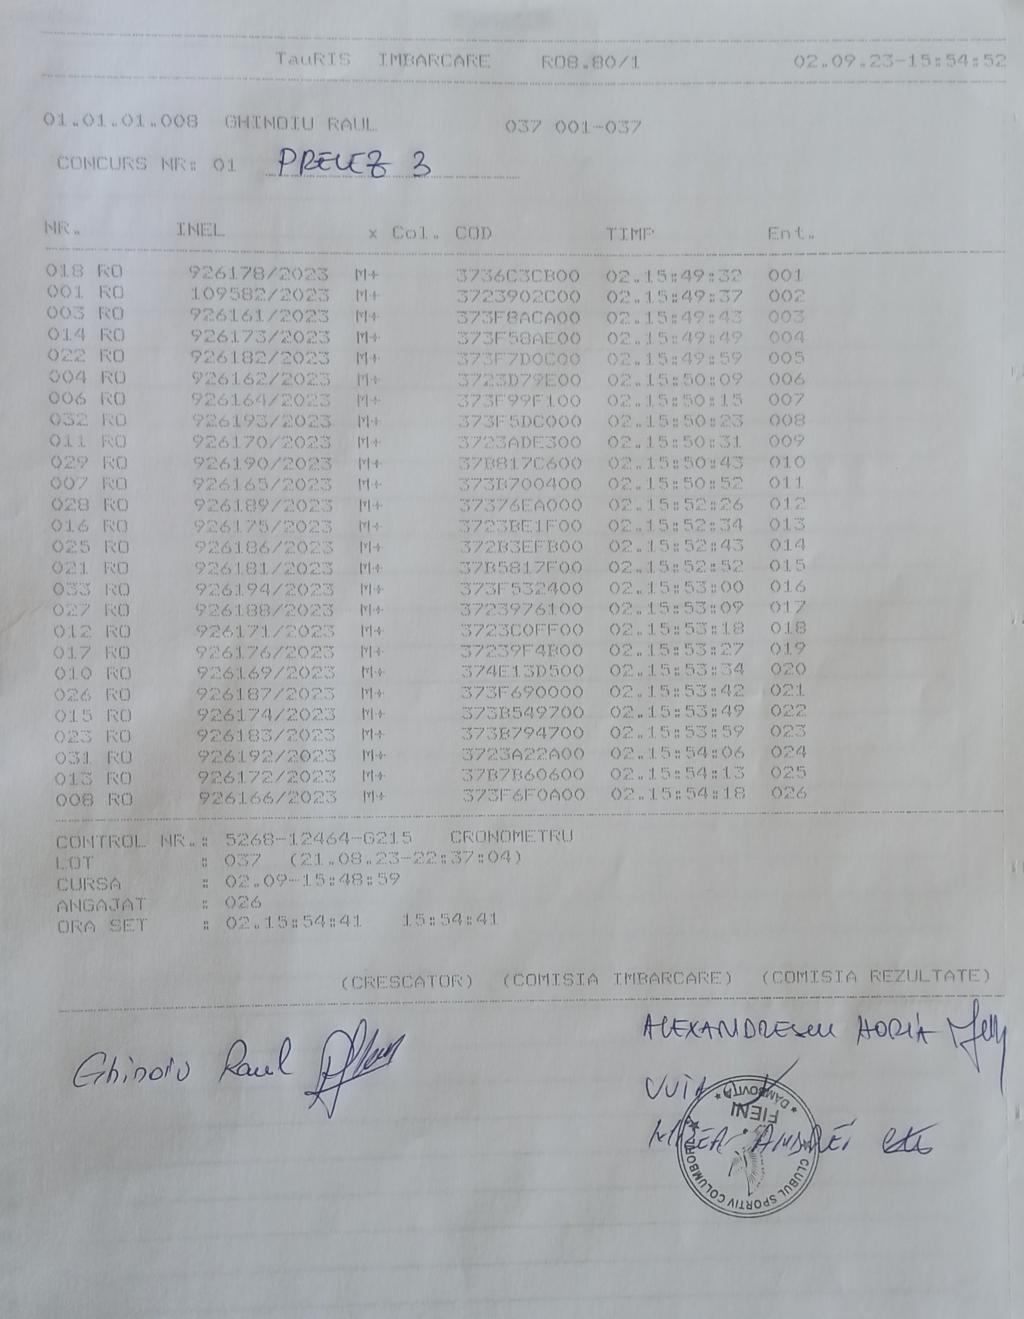 TauRIS IMBARCARE RO8.80/1 02.09.23-15:54:52
01.01.01.008 GHINOIU RAUL 037 001-037
CONCURS NR: 01 PRELEZ 3
NR. INEL x Col. COD TIMP Ent.
018 RO 926178/2023 M+ 3736C3CB00 02.15:49:32 001
001 RO 109582/2023 M+ 3723902C00 02.15:49:37 002
003 RO 926161/2023 M+ 373F8ACA00 02.15:49:43 003
014 RO 926173/2023 M+ 373F58AE00 02.15:49:49 004
022 RO 926182/2023 M+ 373F7D0C00 02.15:49:59 005
004 RO 926162/2023 M+ 3723D79E00 02.15:50:09 006
006 RO 926164/2023 M+ 373F99F100 02.15:50:15 007
032 RO 926193/2023 M+ 373F5DC000 02.15:50:23 008
011 RO 926170/2023 M+ 3723ADE300 02.15:50:31 009
029 RO 926190/2023 M+ 37B817C600 02.15:50:43 010
007 RO 926165/2023 M+ 373B700400 02.15:50:52 011
028 RO 926189/2023 M+ 37376EA000 02.15:52:26 012
016 RO 926175/2023 M+ 3723BE1F00 02.15:52:34 013
025 RO 926186/2023 M+ 372B3EFB00 02.15:52:43 014
021 RO 926181/2023 M+ 37B5817F00 02.15:52:52 015
033 RO 926194/2023 M+ 373F532400 02.15:53:00 016
027 RO 926188/2023 M+ 3723976100 02.15:53:09 017
012 RO 926171/2023 M+ 3723C0FF00 02.15:53:18 018
017 RO 926176/2023 M+ 37239F4B00 02.15:53:27 019
010 RO 926169/2023 M+ 374E13D500 02.15:53:34 020
026 RO 926187/2023 M+ 373F690000 02.15:53:42 021
015 RO 926174/2023 M+ 373B549700 02.15:53:49 022
023 RO 926183/2023 M+ 373B794700 02.15:53:59 023
031 RO 926192/2023 M+ 3723A22A00 02.15:54:06 024
013 RO 926172/2023 M+ 37B7B60600 02.15:54:13 025
008 RO 926166/2023 M+ 373F6F0A00 02.15:54:18 026
CONTROL NR.: 5268-12464-G215 CRONOMETRU
LOT : 037 (21.08.23-22:37:04)
CURSA : 02.09-15:48:59
ANGAJAT : 026
ORA SET : 02.15:54:41 15:54:41
(CRESCATOR) (COMISIA IMBARCARE) (COMISIA REZULTATE)
ALEXANDRESCU HORIA
Ghinoiu Raul
VUIA
MIREA ANDREI
CLUBUL SPORTIV COLUMBOFIL
FIENI
DAMBOVITA